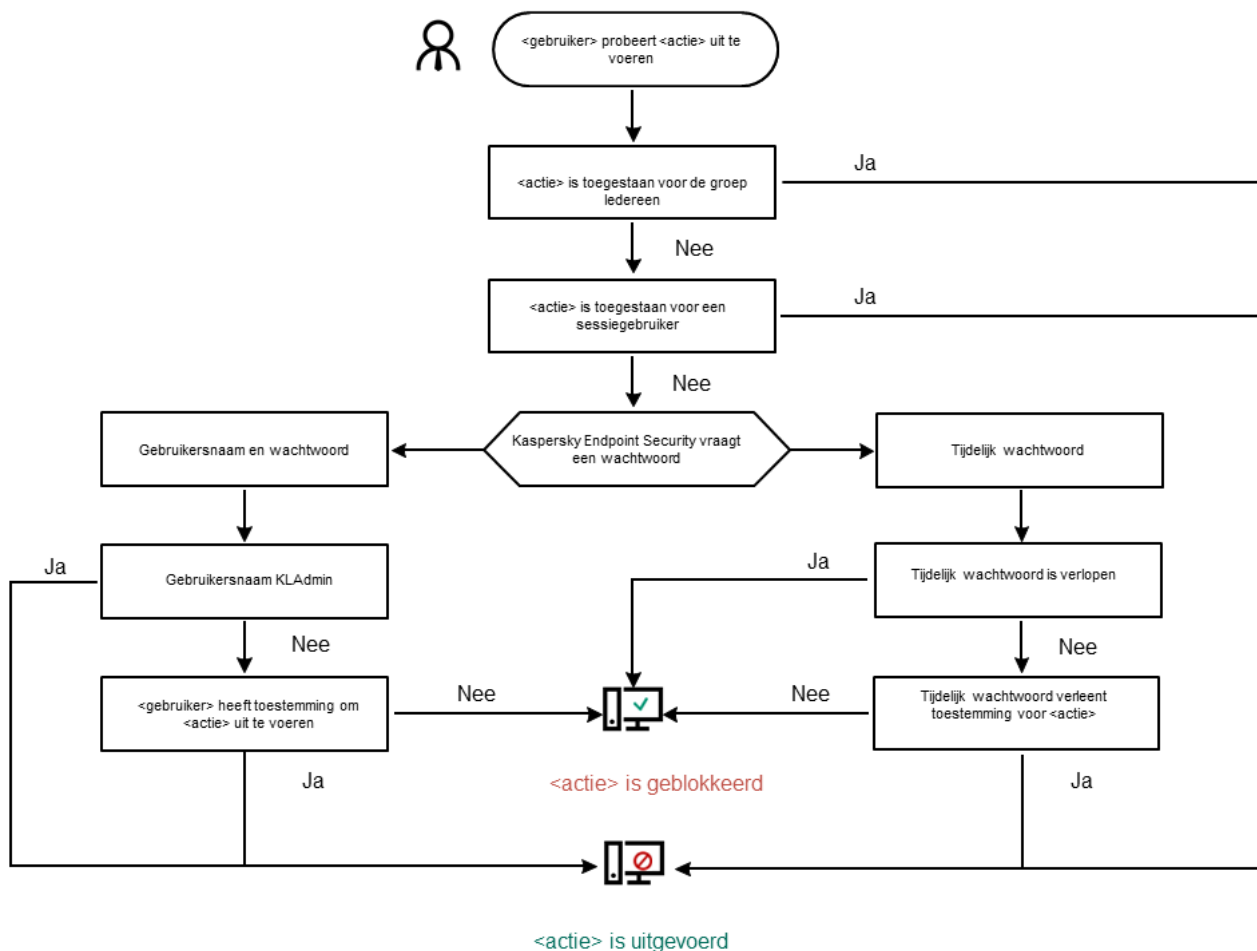 <gebruiker> probeert <actie> uit te
voeren
<actie> is toegestaan voor de groep
Iedereen
Ja
Nee
<actie> is toegestaan voor een
sessiegebruiker
Ja
Nee
Kaspersky Endpoint Security vraagt
een wachtwoord
Gebruikersnaam en wachtwoord
Tijdelijk wachtwoord
Ja
Gebruikersnaam KLAdmin
Ja
Tijdelijk wachtwoord is verlopen
Nee
Nee
<gebruiker> heeft toestemming om
<actie> uit te voeren
Nee
Nee
Tijdelijk wachtwoord verleent
toestemming voor <actie>
Ja
<actie> is geblokkeerd
Ja
<actie> is uitgevoerd